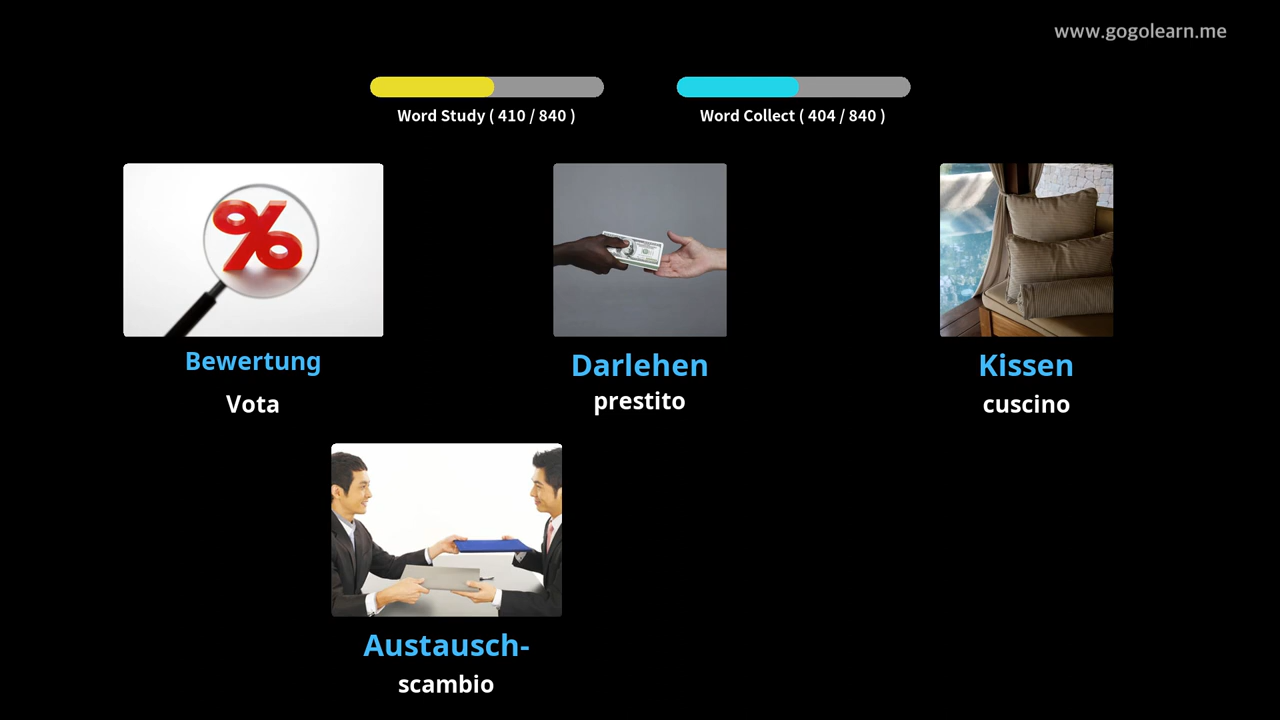 www.gogolearn.me
Word Study ( 410 / 840 )
Word Collect ( 404 / 840 )
%
Bewertung
Vota
Darlehen
prestito
Kissen
cuscino
Austausch-
scambio